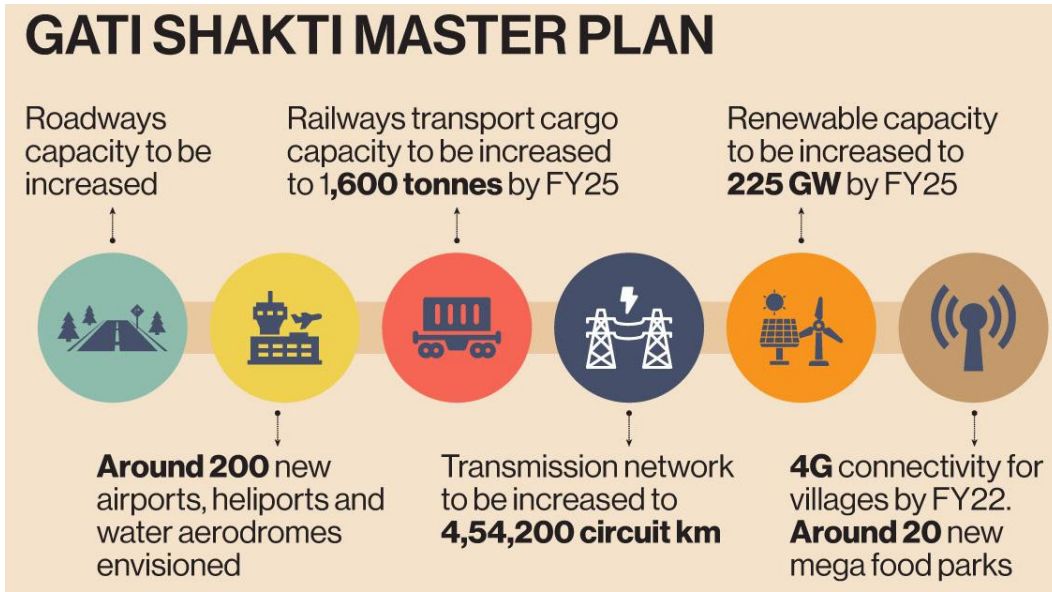 GATI SHAKTI MASTER PLAN
Roadways
capacity to be
increased
Railways transport cargo
capacity to be increased
to 1,600 tonnes by FY25
Renewable capacity
to be increased to
225 GW by FY25
Around 200 new
airports, heliports and
water aerodromes
envisioned
Transmission network
to be increased to
4,54,200 circuit km
4G connectivity for
villages by FY22.
Around 20 new
mega food parks